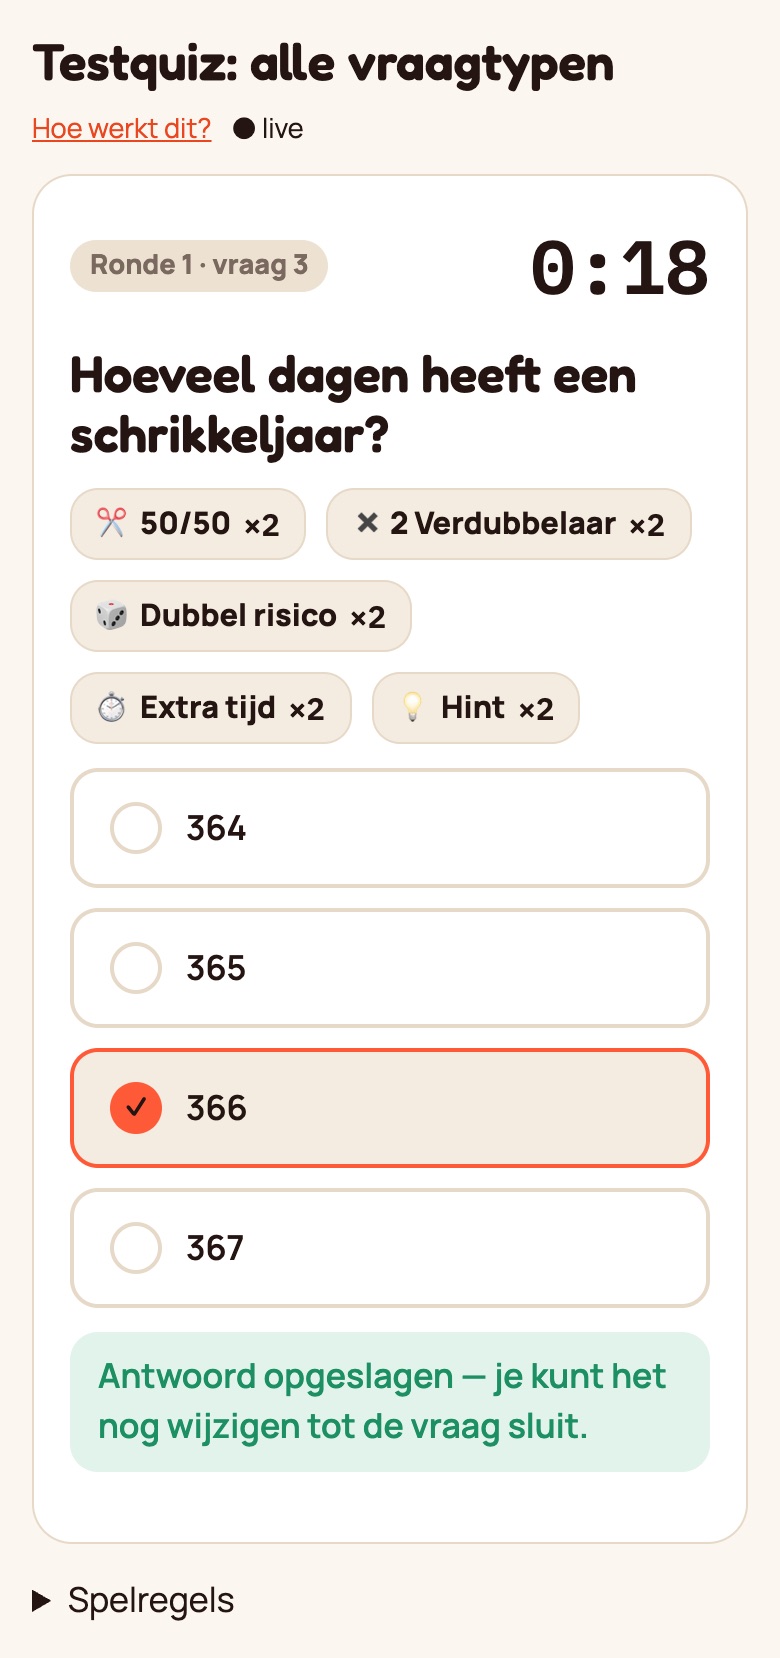 Testquiz: alle vraagtypen
Hoe werkt dit? ● live
Ronde 1 · vraag 3
0:18
Hoeveel dagen heeft een
schrikkeljaar?
✂️ 50/50 ×2
✖️ 2 Verdubbelaar ×2
🎲 Dubbel risico ×2
⏱️ Extra tijd ×2
💡 Hint ×2
364
365
366
367
Antwoord opgeslagen — je kunt het
nog wijzigen tot de vraag sluit.
▶ Spelregels